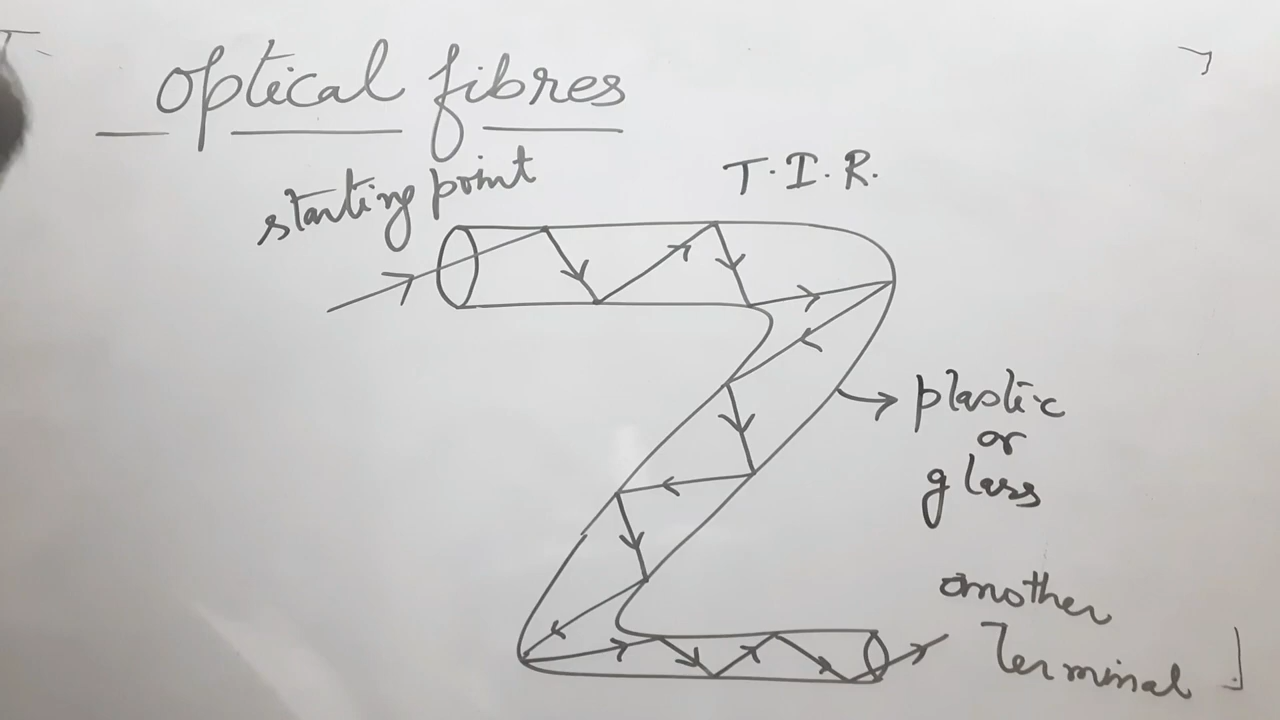 Optical fibres
starting point
T.I.R.
plastic
or
glass
another
Terminal